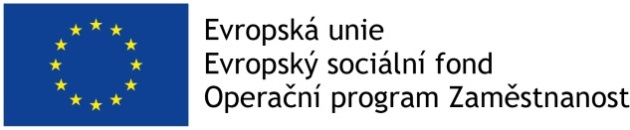 Evropská unie
Evropský sociální fond
Operační program Zaměstnanost